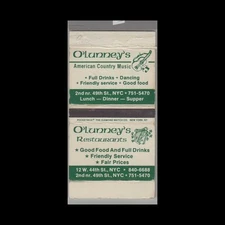 O'Lunney's
American Country Music
• Full Drinks • Dancing
• Friendly service • Good food
2nd nr. 49th St., NYC • 751-5470
Lunch — Dinner — Supper
O'Lunney's
Restaurants
★ Good Food And Full Drinks
★ Friendly Service
★ Fair Prices
12 W. 44th St., NYC • 840-6688
2nd nr. 49th St., NYC • 751-5470